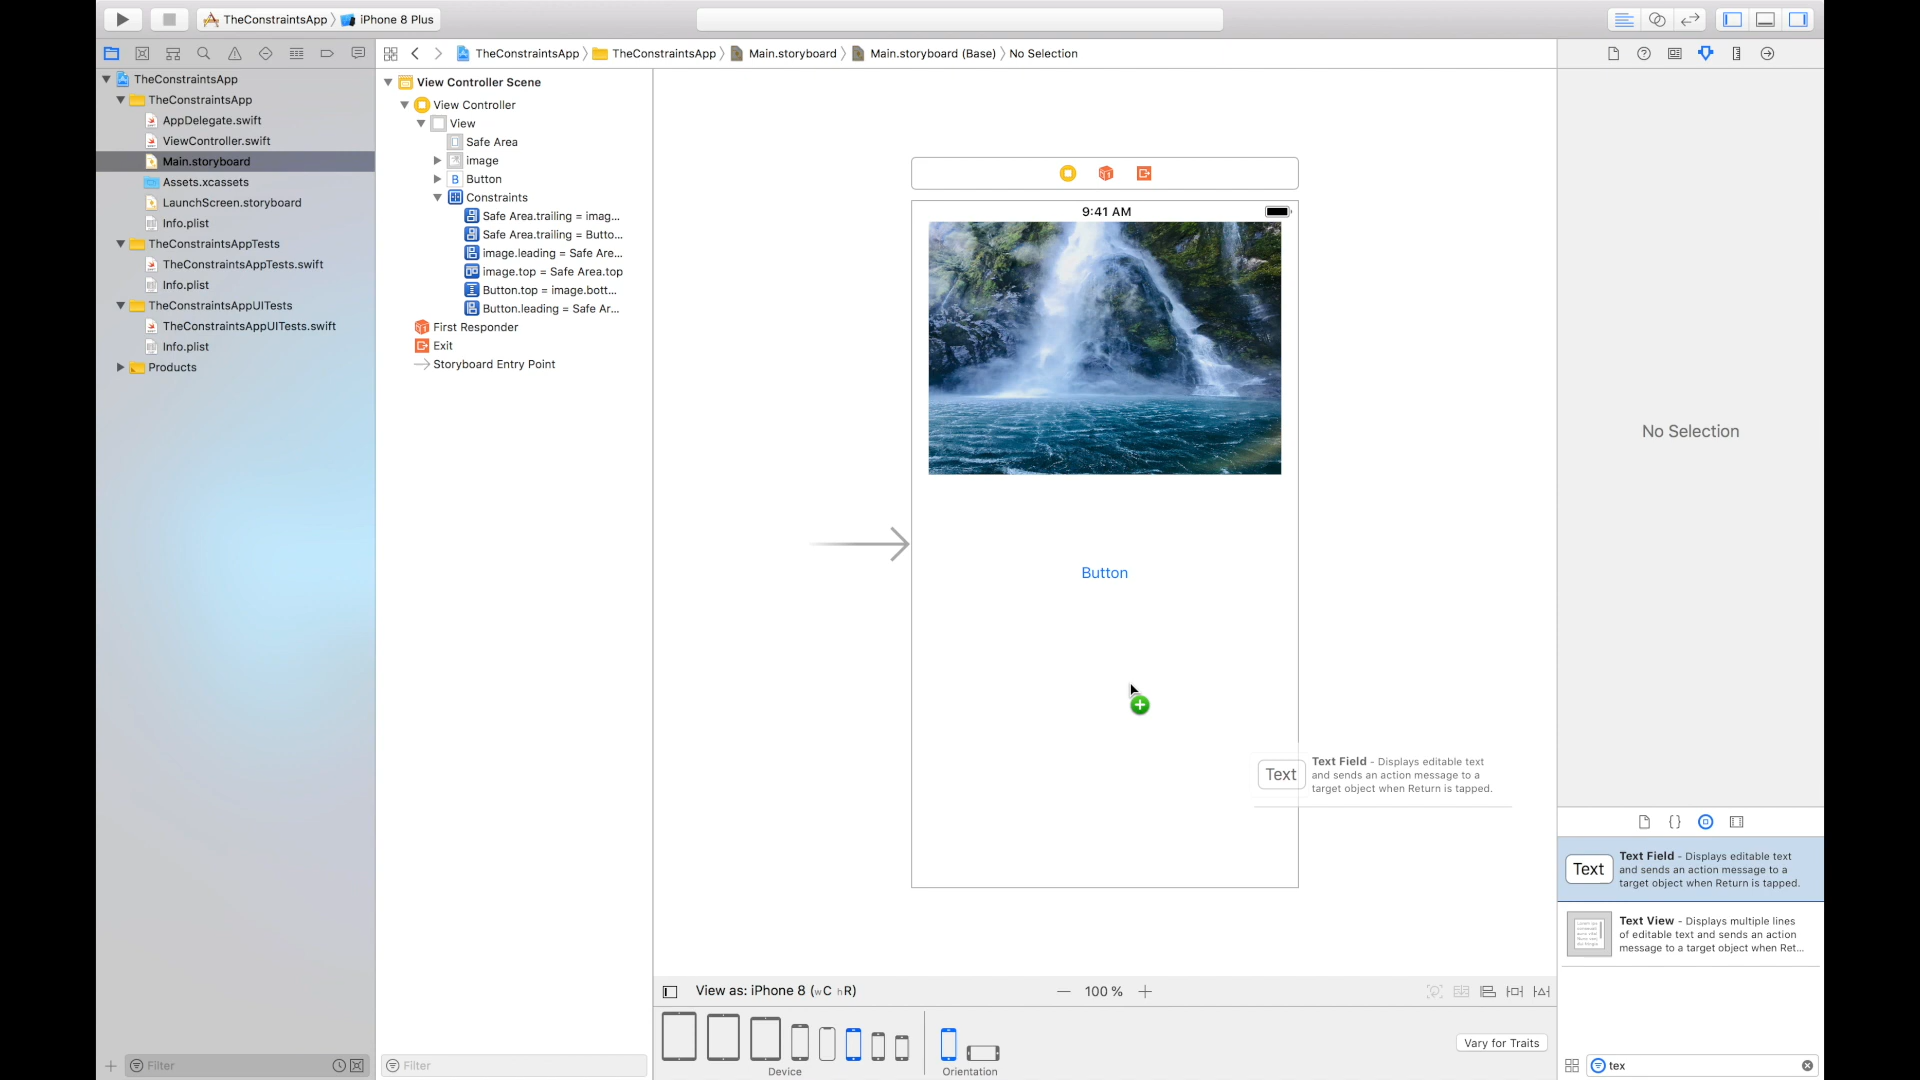 TheConstraintsApp iPhone 8 Plus
TheConstraintsApp TheConstraintsApp Main.storyboard Main.storyboard (Base) No Selection
TheConstraintsApp
TheConstraintsApp
AppDelegate.swift
ViewController.swift
Main.storyboard
Assets.xcassets
LaunchScreen.storyboard
Info.plist
TheConstraintsAppTests
TheConstraintsAppTests.swift
Info.plist
TheConstraintsAppUITests
TheConstraintsAppUITests.swift
Info.plist
Products
Filter
View Controller Scene
View Controller
View
Safe Area
image
B Button
Constraints
Safe Area.trailing = imag...
Safe Area.trailing = Butto...
image.leading = Safe Are...
image.top = Safe Area.top
Button.top = image.bott...
Button.leading = Safe Ar...
First Responder
Exit
Storyboard Entry Point
Filter
9:41 AM
Button
Text
Text Field - Displays editable text
and sends an action message to a
target object when Return is tapped.
View as: iPhone 8 (wC hR)
100 %
Device
Orientation
Vary for Traits
No Selection
{ }
Text
Text Field - Displays editable text
and sends an action message to a
target object when Return is tapped.
Text View - Displays multiple lines
of editable text and sends an action
message to a target object when Ret...
tex